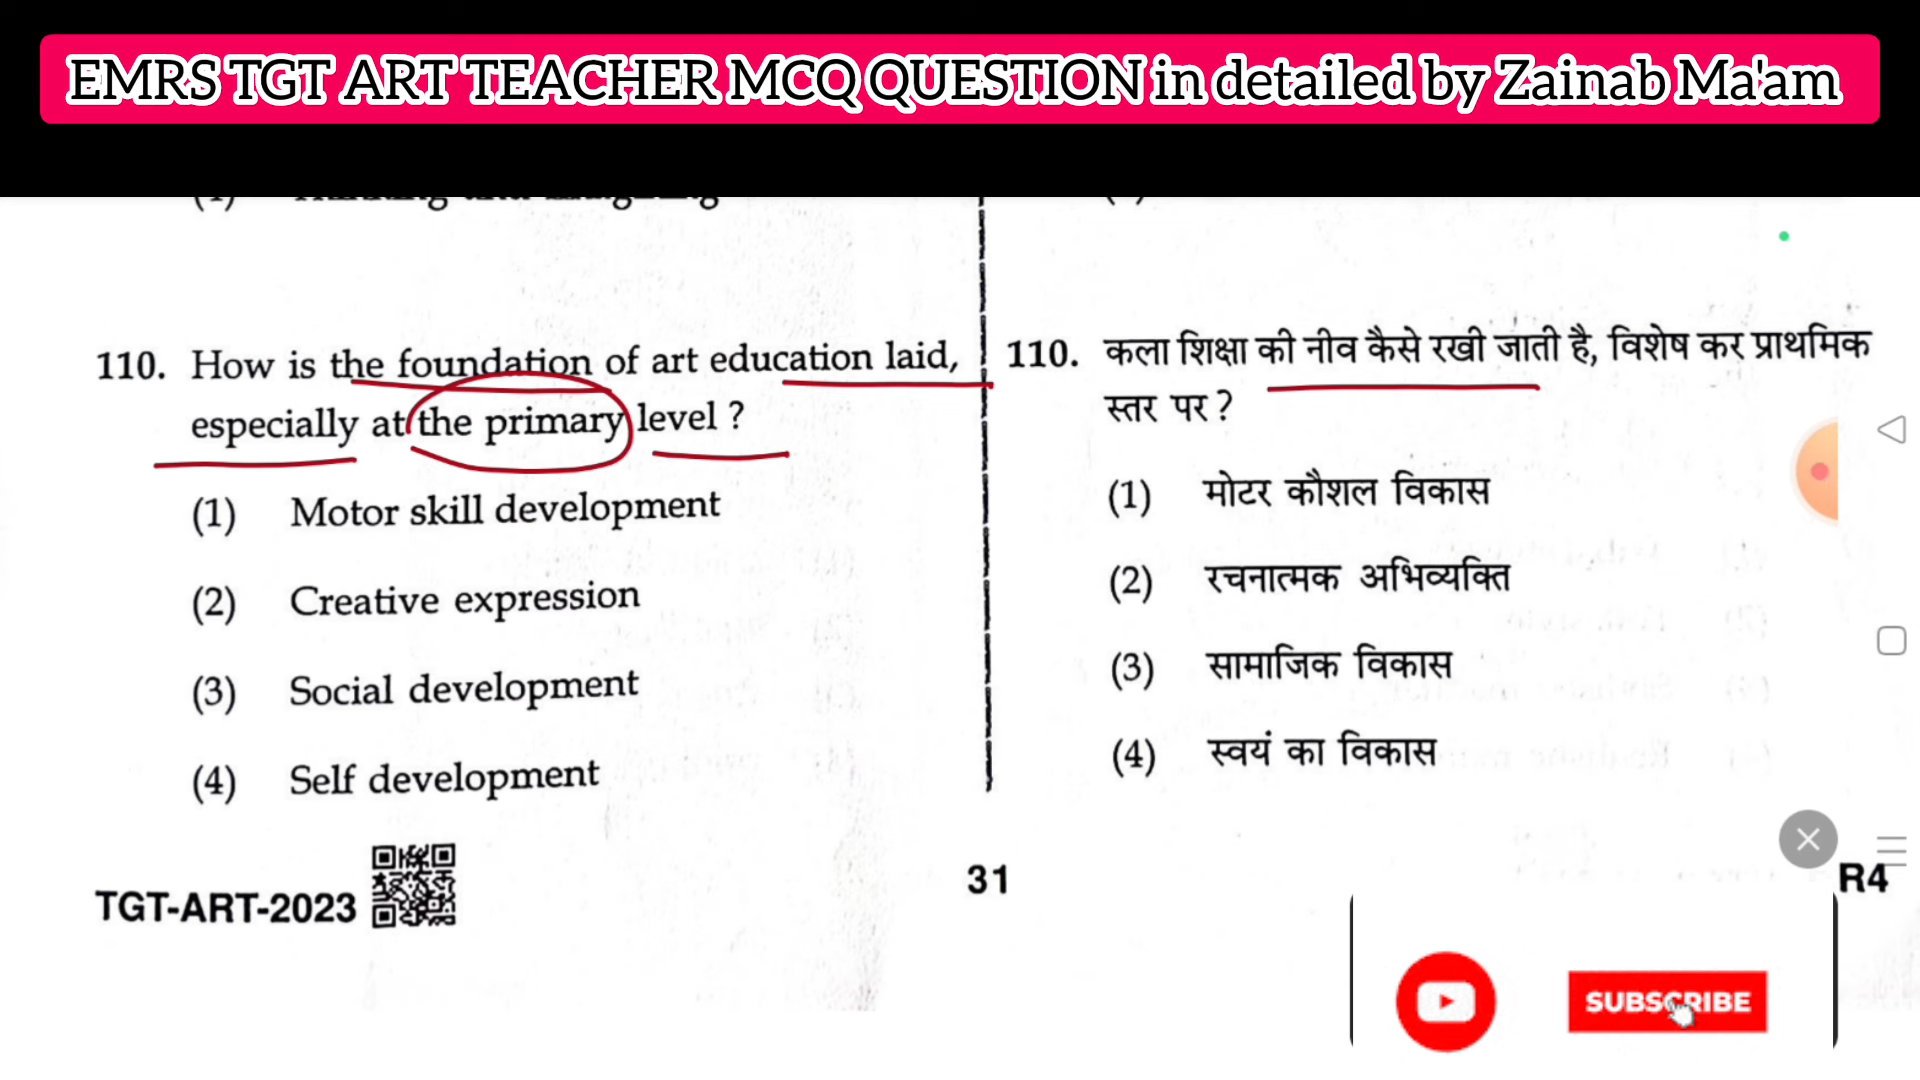 EMRS TGT ART TEACHER MCQ QUESTION in detailed by Zainab Ma'am
110. How is the foundation of art education laid,
especially at the primary level ?
(1) Motor skill development
(2) Creative expression
(3) Social development
(4) Self development
110. कला शिक्षा की नीव कैसे रखी जाती है, विशेष कर प्राथमिक
स्तर पर ?
(1) मोटर कौशल विकास
(2) रचनात्मक अभिव्यक्ति
(3) सामाजिक विकास
(4) स्वयं का विकास
TGT-ART-2023
31
R4
SUBSCRIBE